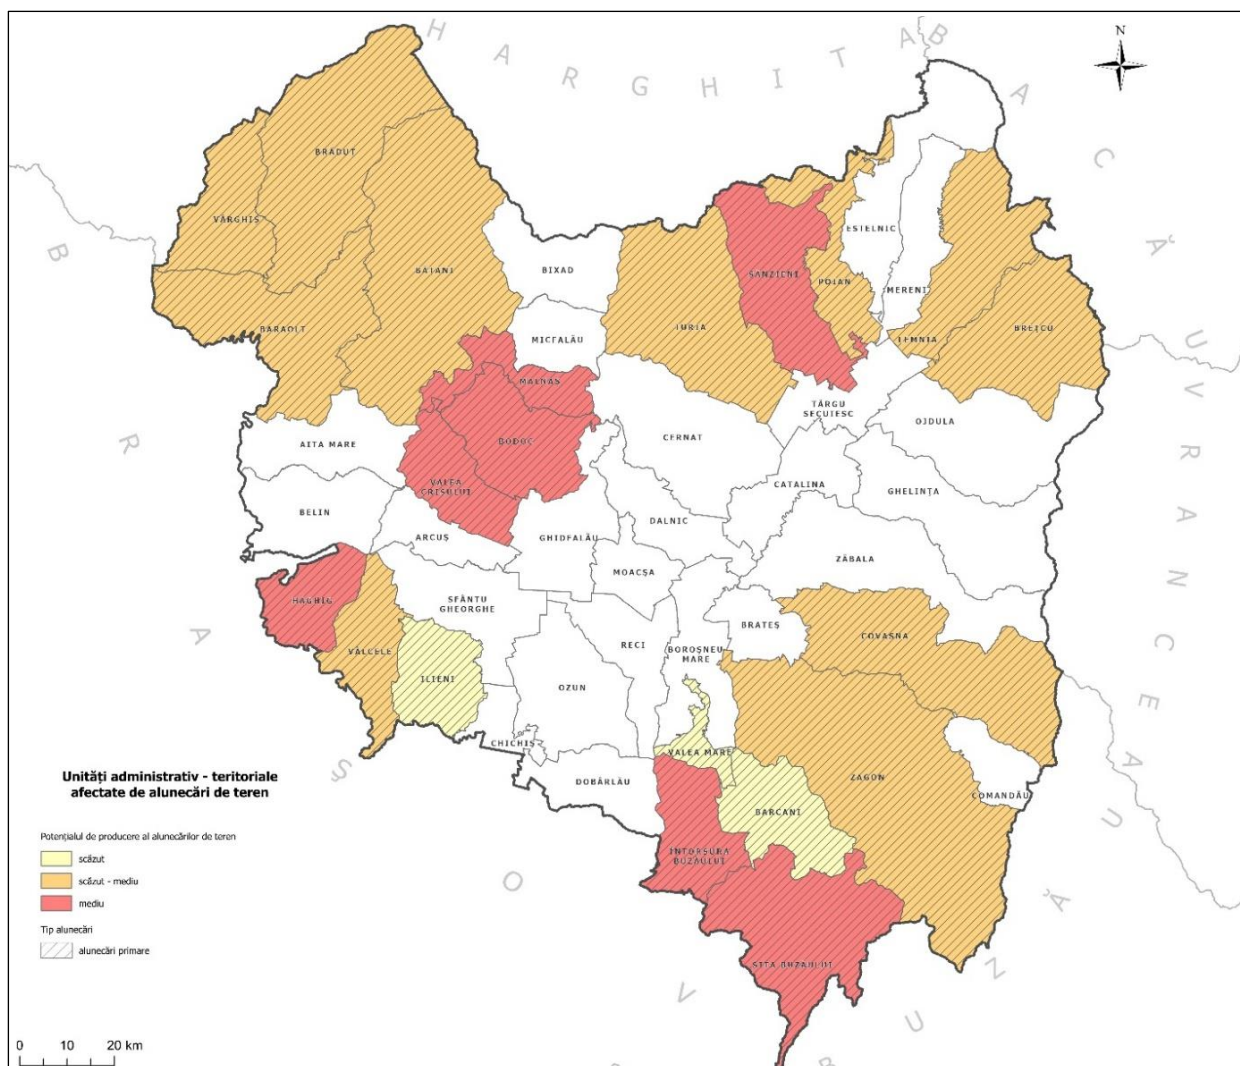 HARGHITA
N
BACĂU
BRĂDUȚ
VÂRGHIȘ
ESTELNIC
BĂȚANI
BIXAD
SÂNZIENI
POIAN
MERENI
BARAOLT
TURIA
BREȚCU
MICFALĂU
LEMNIA
MALNAȘ
TÂRGU
SECUIESC
OJDULA
AITA MARE
BODOC
CERNAT
VALEA
CRIȘULUI
CATALINA
GHELINȚA
BELIN
DALNIC
ARCUȘ
GHIDFALĂU
ZĂBALA
MOACȘA
HĂGHIG
SFÂNTU
GHEORGHE
BRATEȘ
COVASNA
VÂLCELE
RECI
BOROȘNEU
MARE
ILIENI
OZUN
CHICHIȘ
VALEA MARE
DOBÂRLĂU
ZAGON
COMANDĂU
BARCANI
ÎNTORSURA
BUZĂULUI
SITA BUZĂULUI
BRAȘOV
VRANCEA
BUZĂU
Unități administrativ - teritoriale
afectate de alunecări de teren
Potențialul de producere al alunecărilor de teren
scăzut
scăzut - mediu
mediu
Tip alunecări
alunecări primare
0 10 20 km